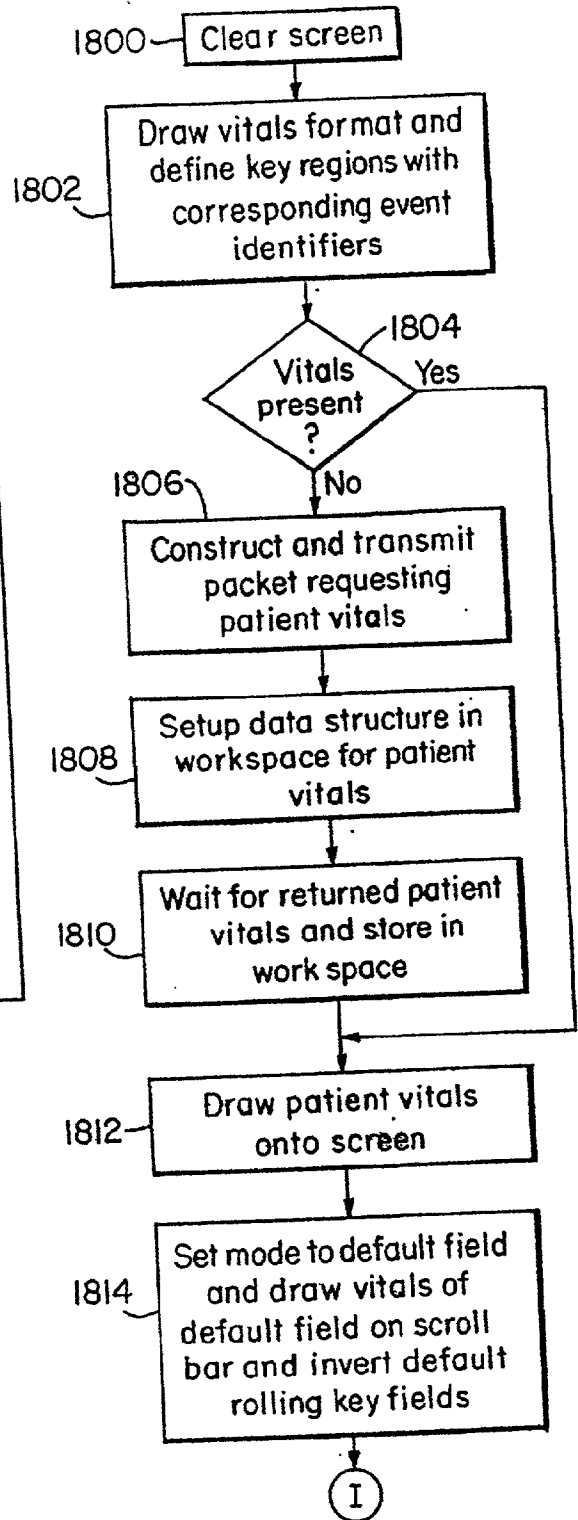 1800
Clear screen
1802
Draw vitals format and
define key regions with
corresponding event
identifiers
1804
Vitals
present
?
Yes
No
1806
Construct and transmit
packet requesting
patient vitals
1808
Setup data structure in
workspace for patient
vitals
1810
Wait for returned patient
vitals and store in
work space
1812
Draw patient vitals
onto screen
1814
Set mode to default field
and draw vitals of
default field on scroll
bar and invert default
rolling key fields
I